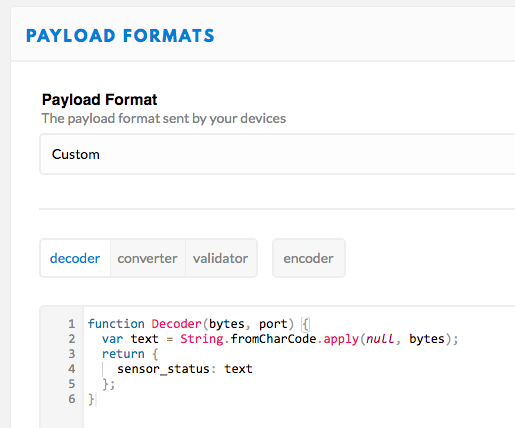 PAYLOAD FORMATS
Payload Format
The payload format sent by your devices
Custom
decoder converter validator encoder
1 function Decoder(bytes, port) {
2   var text = String.fromCharCode.apply(null, bytes);
3   return {
4     sensor_status: text
5   };
6 }